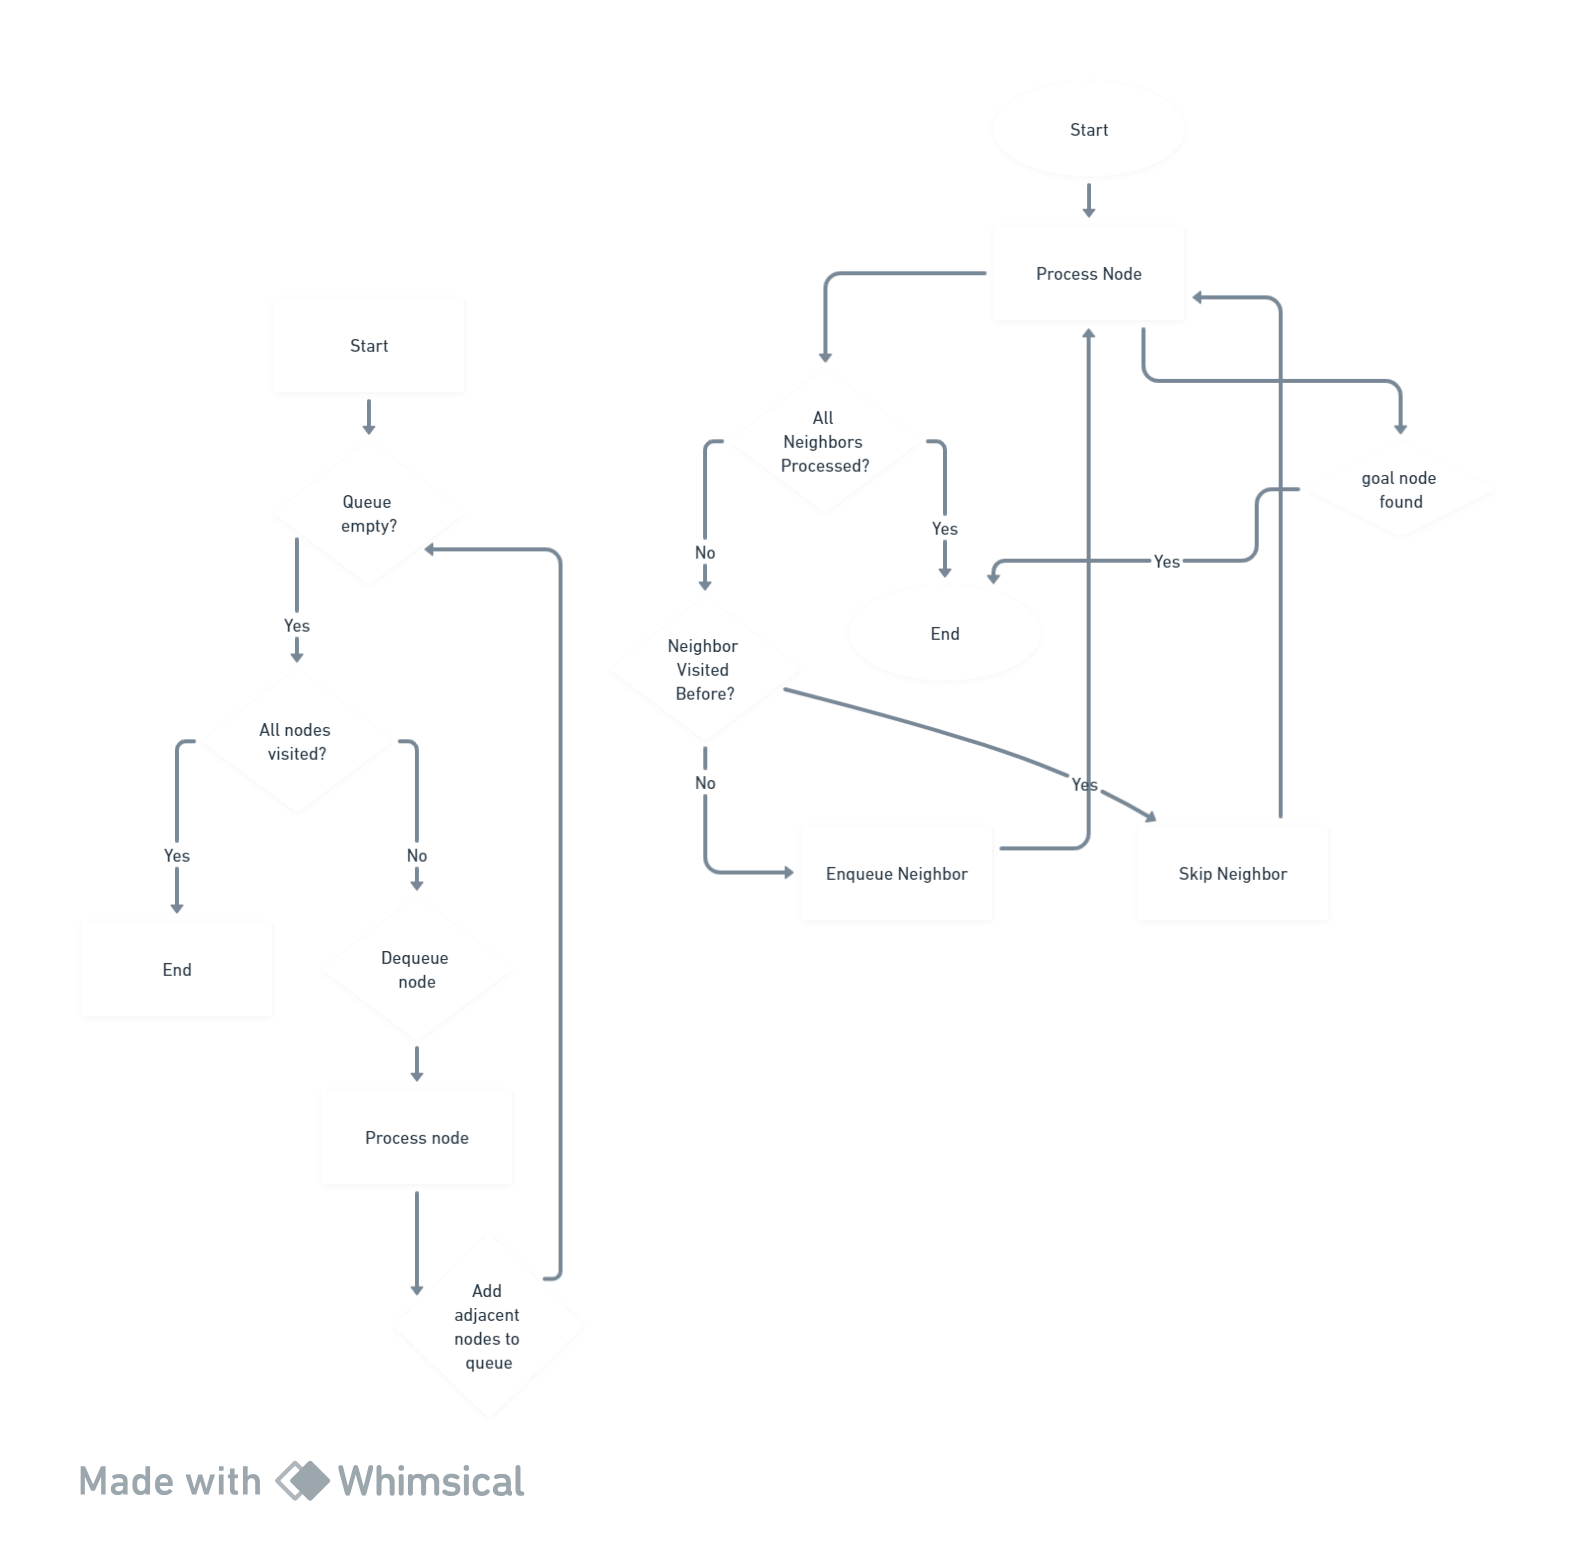 Start
Queue
empty?
Yes
All nodes
visited?
Yes
No
End
Dequeue
node
Process node
Add
adjacent
nodes to
queue
Start
Process Node
All
Neighbors
Processed?
goal node
found
No
Yes
Yes
Neighbor
Visited
Before?
End
No
Yes
Enqueue Neighbor
Skip Neighbor
Made with Whimsical